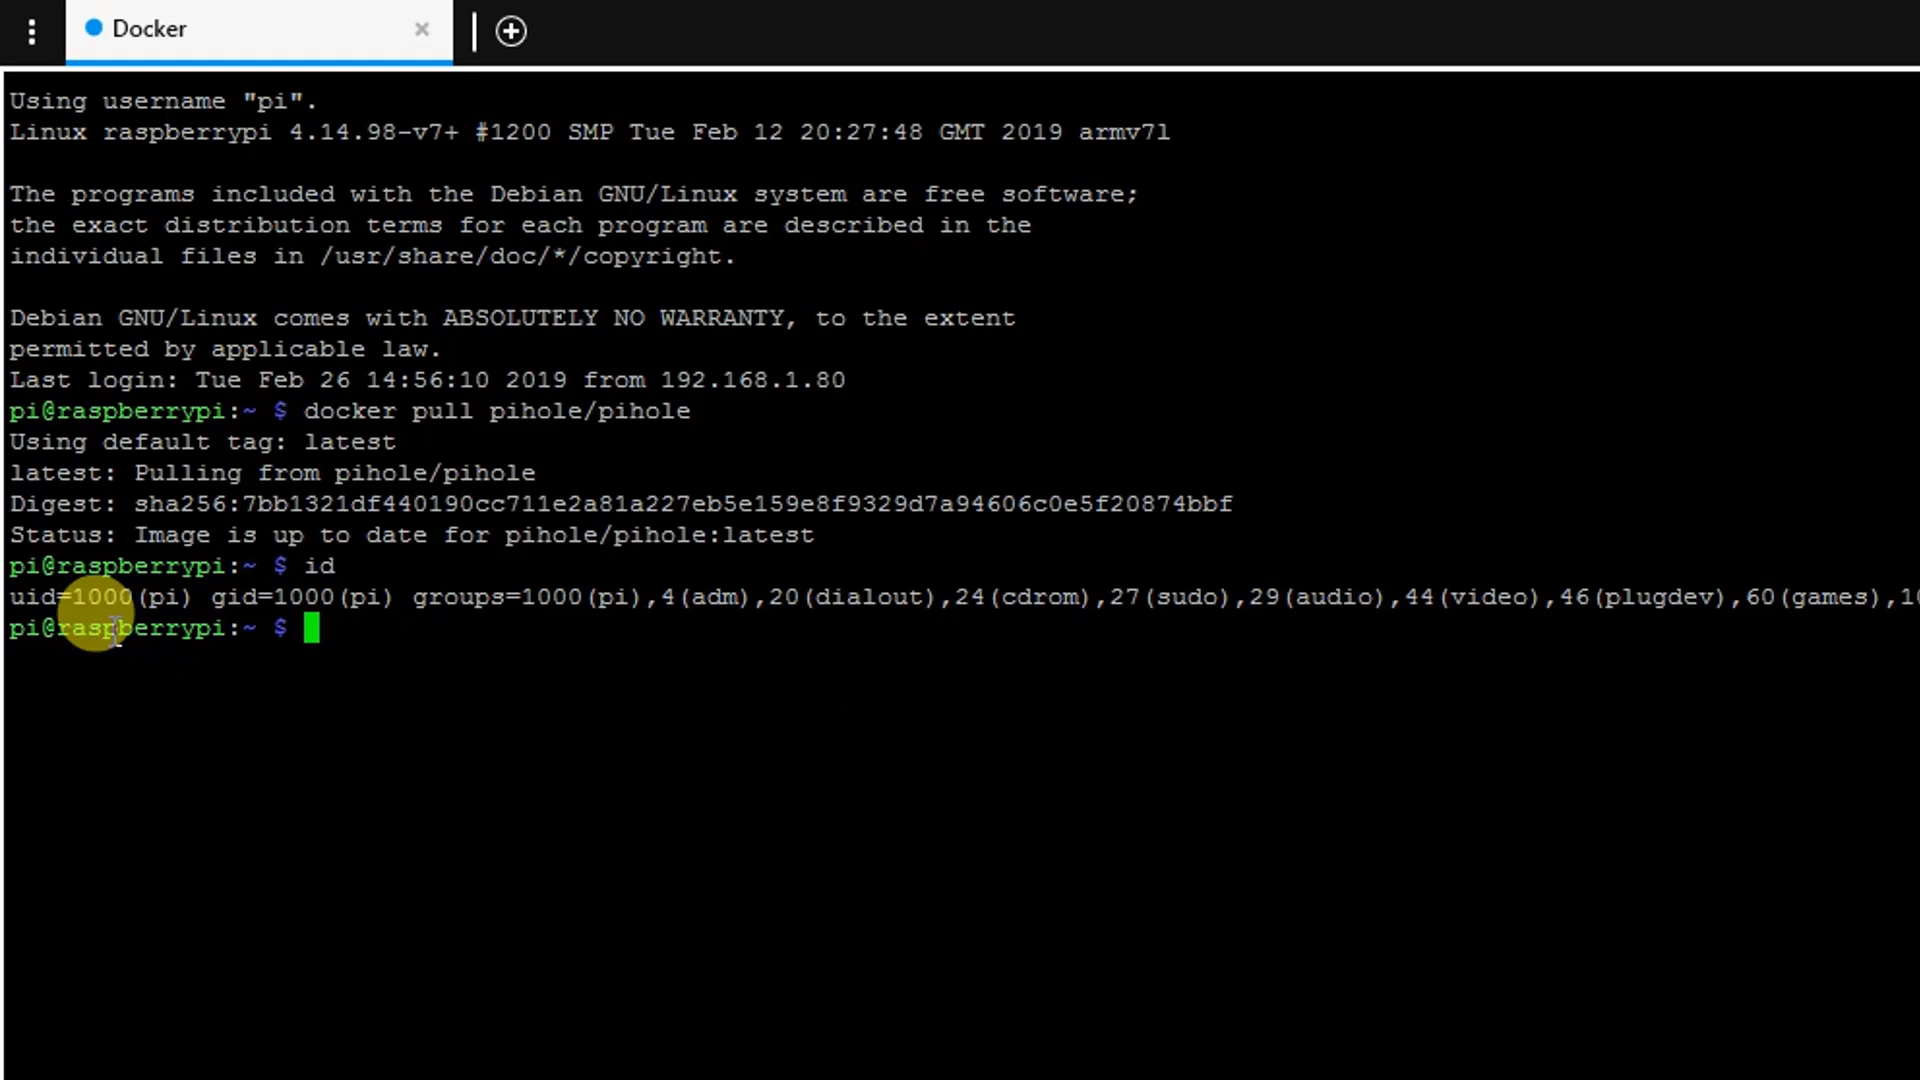 Docker
Using username "pi".
Linux raspberrypi 4.14.98-v7+ #1200 SMP Tue Feb 12 20:27:48 GMT 2019 armv7l
The programs included with the Debian GNU/Linux system are free software;
the exact distribution terms for each program are described in the
individual files in /usr/share/doc/*/copyright.
Debian GNU/Linux comes with ABSOLUTELY NO WARRANTY, to the extent
permitted by applicable law.
Last login: Tue Feb 26 14:56:10 2019 from 192.168.1.80
pi@raspberrypi:~ $ docker pull pihole/pihole
Using default tag: latest
latest: Pulling from pihole/pihole
Digest: sha256:7bb1321df440190cc711e2a81a227eb5e159e8f9329d7a94606c0e5f20874bbf
Status: Image is up to date for pihole/pihole:latest
pi@raspberrypi:~ $ id
uid=1000(pi) gid=1000(pi) groups=1000(pi),4(adm),20(dialout),24(cdrom),27(sudo),29(audio),44(video),46(plugdev),60(games),10
pi@raspberrypi:~ $